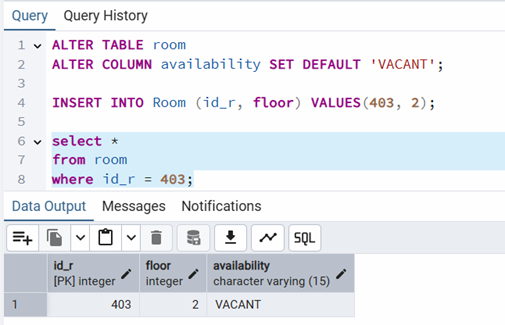 Query Query History
1 ALTER TABLE room
2 ALTER COLUMN availability SET DEFAULT 'VACANT';
3
4 INSERT INTO Room (id_r, floor) VALUES(403, 2);
5
6 select *
7 from room
8 where id_r = 403;
Data Output Messages Notifications
SQL
id_r floor availability
[PK] integer integer character varying (15)
1 403 2 VACANT